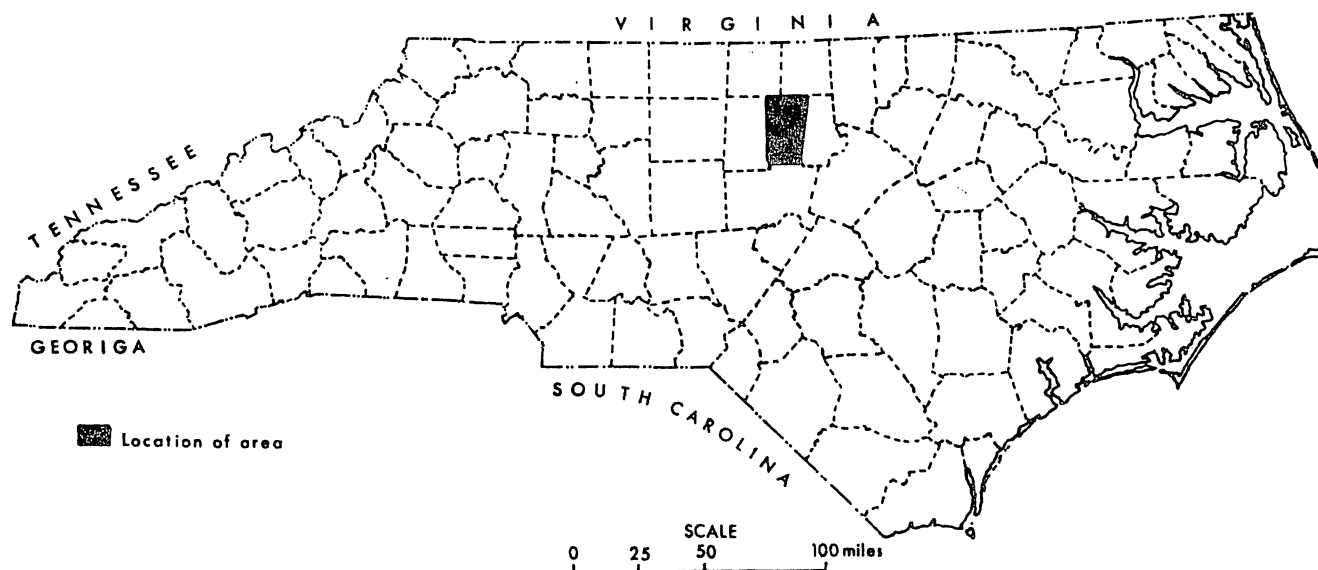 VIRGINIA
TENNESSEE
GEORIGA
SOUTH CAROLINA
Location of area
SCALE
0 25 50 100 miles